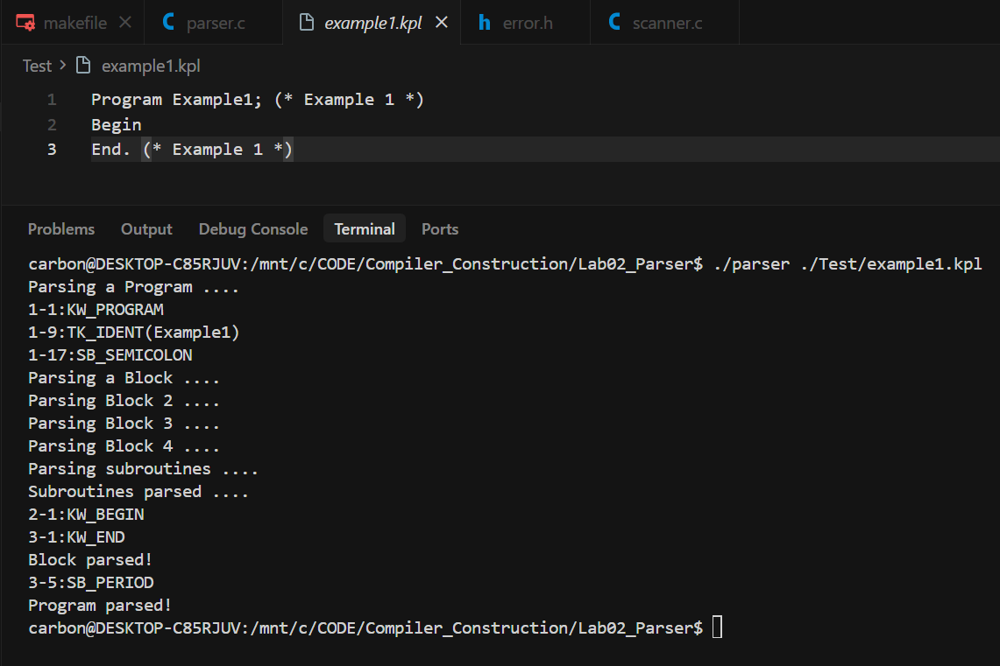 makefile parser.c example1.kpl error.h scanner.c
Test > example1.kpl
1 Program Example1; (* Example 1 *)
2 Begin
3 End. (* Example 1 *)
Problems Output Debug Console Terminal Ports
carbon@DESKTOP-C85RJUV:/mnt/c/CODE/Compiler_Construction/Lab02_Parser$ ./parser ./Test/example1.kpl
Parsing a Program ....
1-1:KW_PROGRAM
1-9:TK_IDENT(Example1)
1-17:SB_SEMICOLON
Parsing a Block ....
Parsing Block 2 ....
Parsing Block 3 ....
Parsing Block 4 ....
Parsing subroutines ....
Subroutines parsed ....
2-1:KW_BEGIN
3-1:KW_END
Block parsed!
3-5:SB_PERIOD
Program parsed!
carbon@DESKTOP-C85RJUV:/mnt/c/CODE/Compiler_Construction/Lab02_Parser$